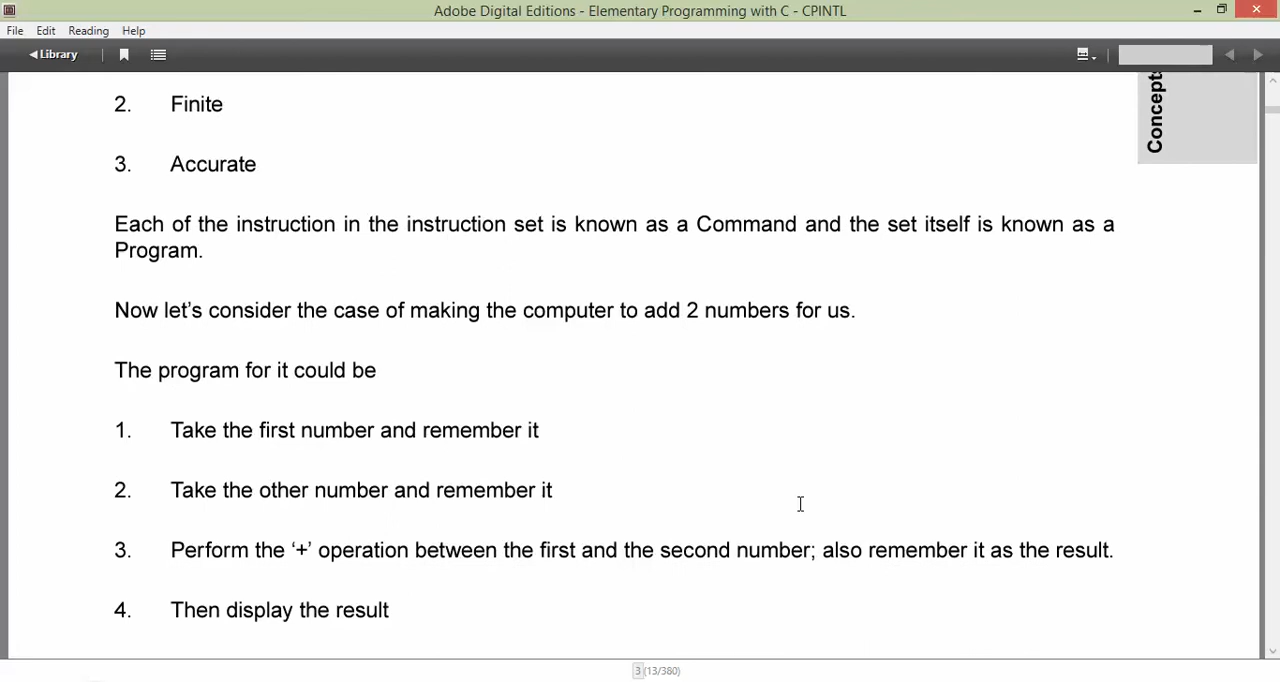 Adobe Digital Editions - Elementary Programming with C - CPINTL
File Edit Reading Help
Library
Concepts
2. Finite
3. Accurate
Each of the instruction in the instruction set is known as a Command and the set itself is known as a
Program.
Now let’s consider the case of making the computer to add 2 numbers for us.
The program for it could be
1. Take the first number and remember it
2. Take the other number and remember it
3. Perform the ‘+’ operation between the first and the second number; also remember it as the result.
4. Then display the result
3 (13/380)